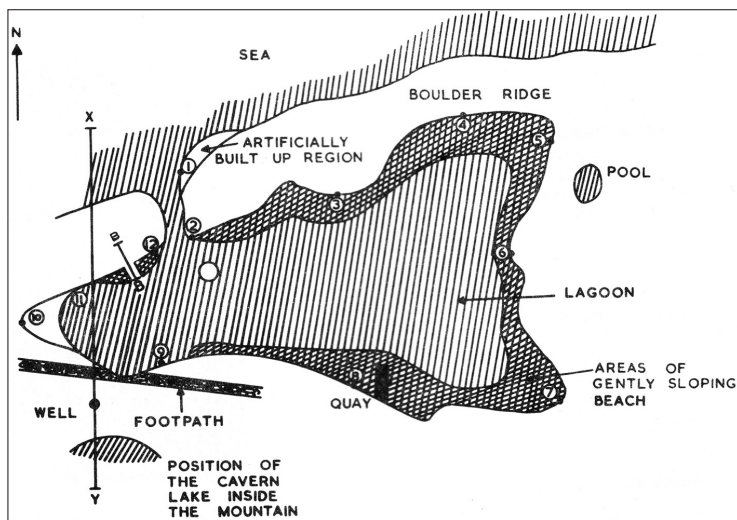 N
SEA
BOULDER RIDGE
X
ARTIFICIALLY
BUILT UP REGION
1
4
5
POOL
3
2
B
12
6
11
10
LAGOON
9
8
7
AREAS OF
GENTLY SLOPING
BEACH
QUAY
WELL
FOOTPATH
POSITION OF
THE CAVERN
LAKE INSIDE
THE MOUNTAIN
Y